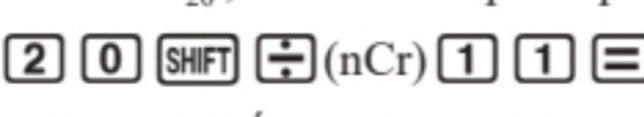 2 0 SHIFT ÷ (nCr) 1 1 =